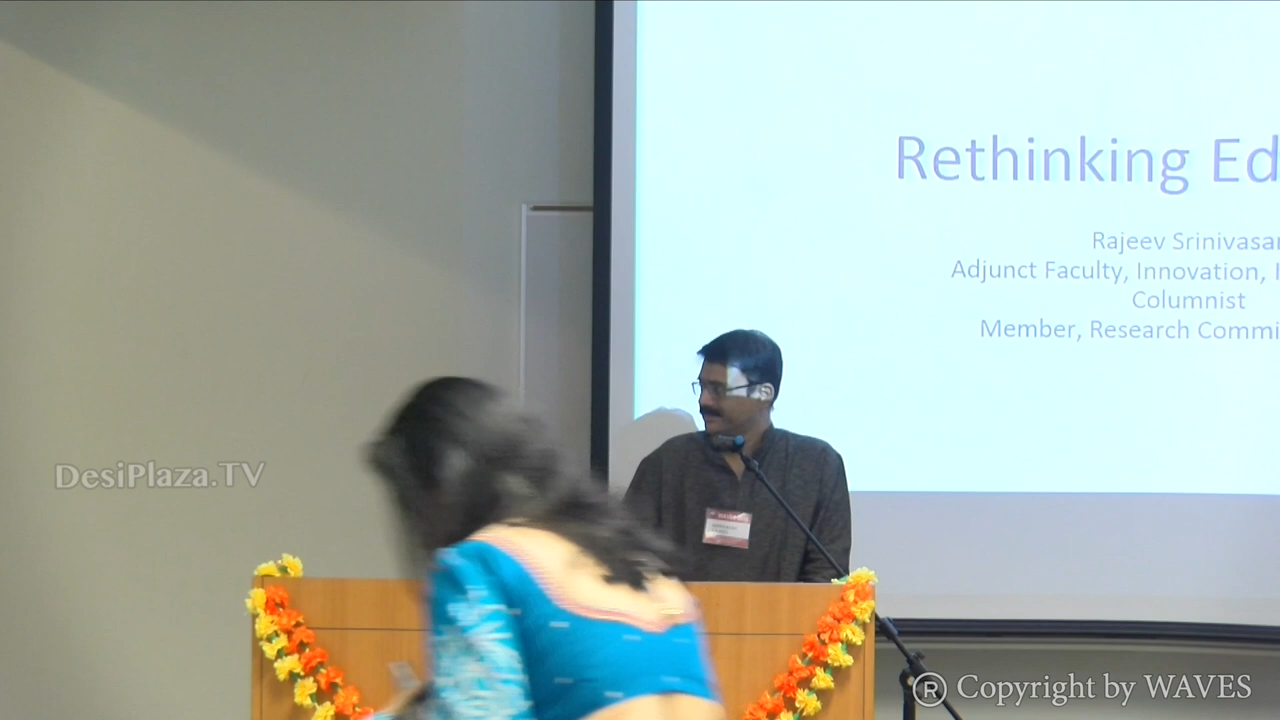 Rethinking Ed
Rajeev Srinivasan
Adjunct Faculty, Innovation, I
Columnist
Member, Research Commi
DesiPlaza.TV
® Copyright by WAVES